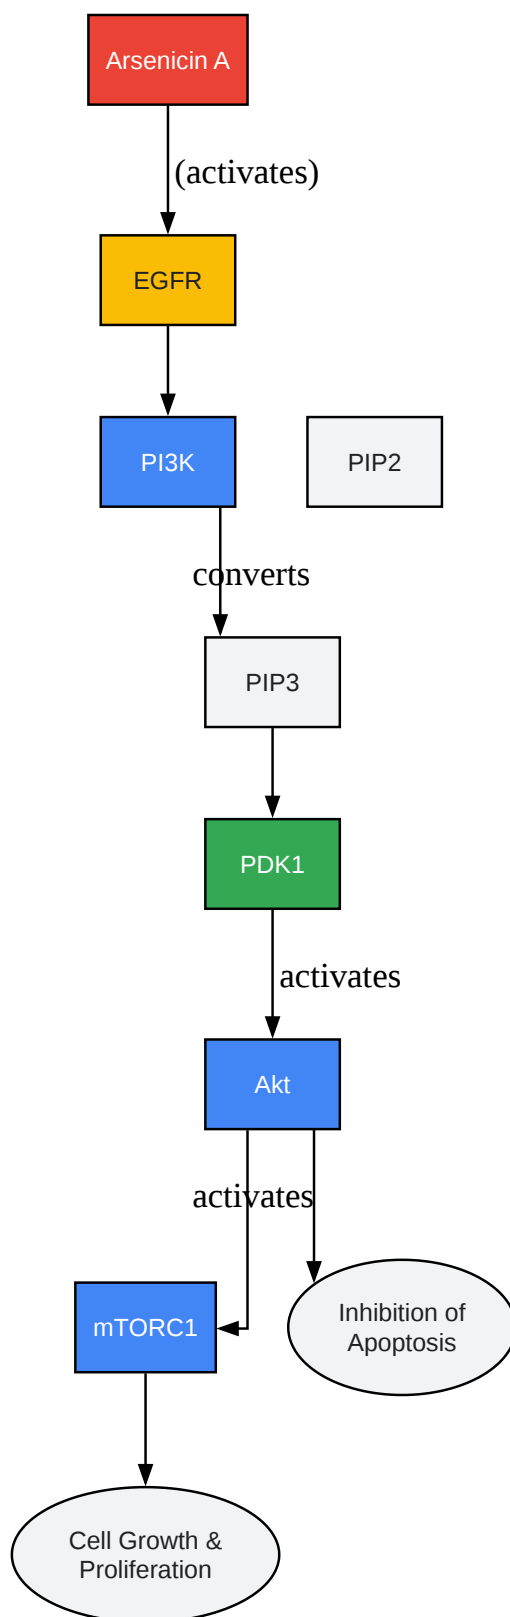 Arsenicin A
(activates)
EGFR
PI3K
PIP2
converts
PIP3
PDK1
activates
Akt
activates
mTORC1
Inhibition of
Apoptosis
Cell Growth &
Proliferation